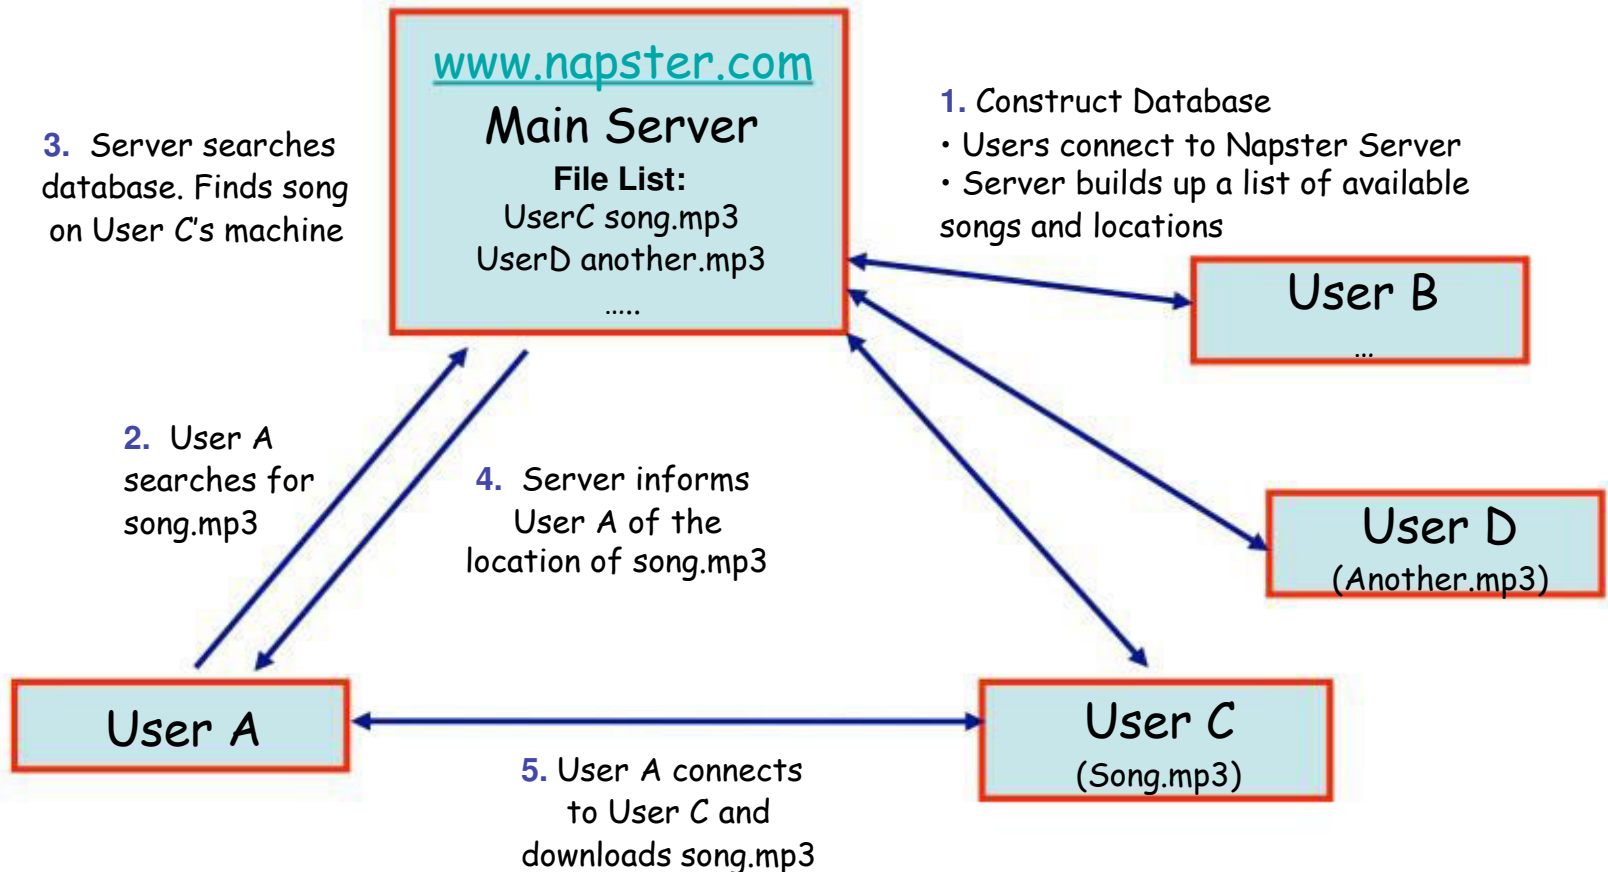 www.napster.com
Main Server
File List:
UserC song.mp3
UserD another.mp3
.....
1. Construct Database
• Users connect to Napster Server
• Server builds up a list of available
songs and locations
3. Server searches
database. Finds song
on User C's machine
User B
...
2. User A
searches for
song.mp3
4. Server informs
User A of the
location of song.mp3
User D
(Another.mp3)
User A
User C
(Song.mp3)
5. User A connects
to User C and
downloads song.mp3